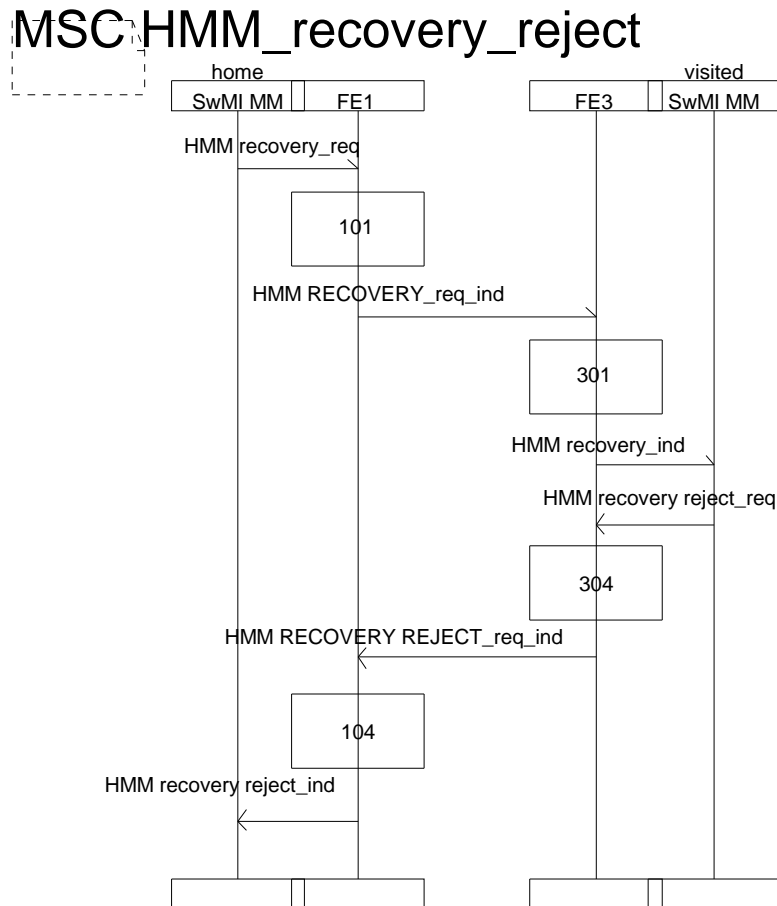 MSC HMM_recovery_reject
home
visited
SwMI MM
FE1
FE3
SwMI MM
HMM recovery_req
101
HMM RECOVERY_req_ind
301
HMM recovery_ind
HMM recovery reject_req
304
HMM RECOVERY REJECT_req_ind
104
HMM recovery reject_ind